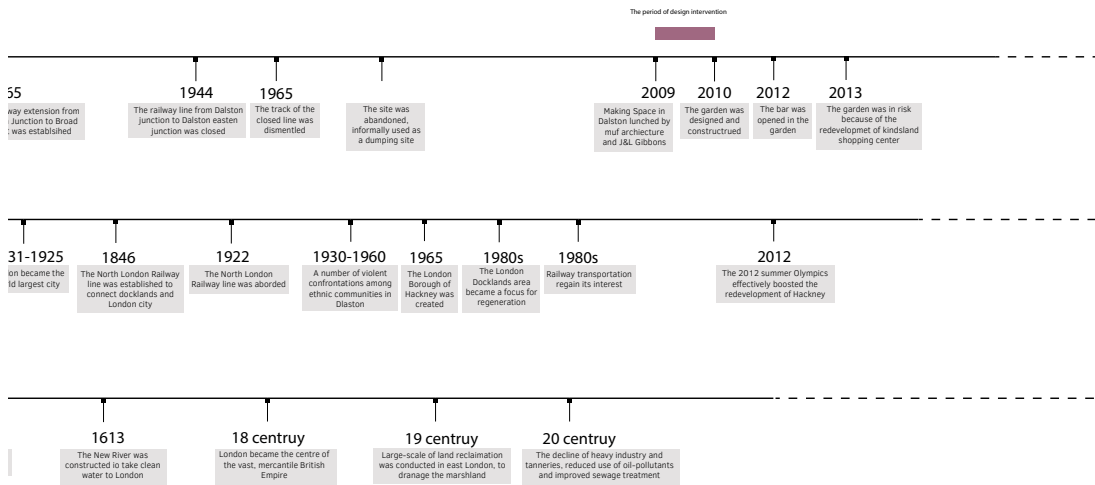 The period of design intervention
65
1944
1965
2009
2010
2012
2013
way extension from
Junction to Broad
was establsihed
The railway line from Dalston
junction to Dalston easten
junction was closed
The track of the
closed line was
dismentled
The site was
abandoned,
informally used as
a dumping site
Making Space in
Dalston lunched by
muf archiecture
and J&L Gibbons
The garden was
designed and
constructrued
The bar was
opened in the
garden
The garden was in risk
because of the
redevelopmet of kindsland
shopping center
31-1925
1846
1922
1930-1960
1965
1980s
1980s
2012
on became the
ld largest city
The North London Railway
line was established to
connect docklands and
London city
The North London
Railway line was aborded
A number of violent
confrontations among
ethnic communities in
Dlaston
The London
Borough of
Hackney was
created
The London
Docklands area
became a focus for
regeneration
Railway transportation
regain its interest
The 2012 summer Olympics
effectively boosted the
redevelopment of Hackney
1613
18 centruy
19 centruy
20 centruy
The New River was
constructed io take clean
water to London
London became the centre of
the vast, mercantile British
Empire
Large-scale of land reclaimation
was conducted in east London, to
dranage the marshland
The decline of heavy industry and
tanneries, reduced use of oil-pollutants
and improved sewage treatment